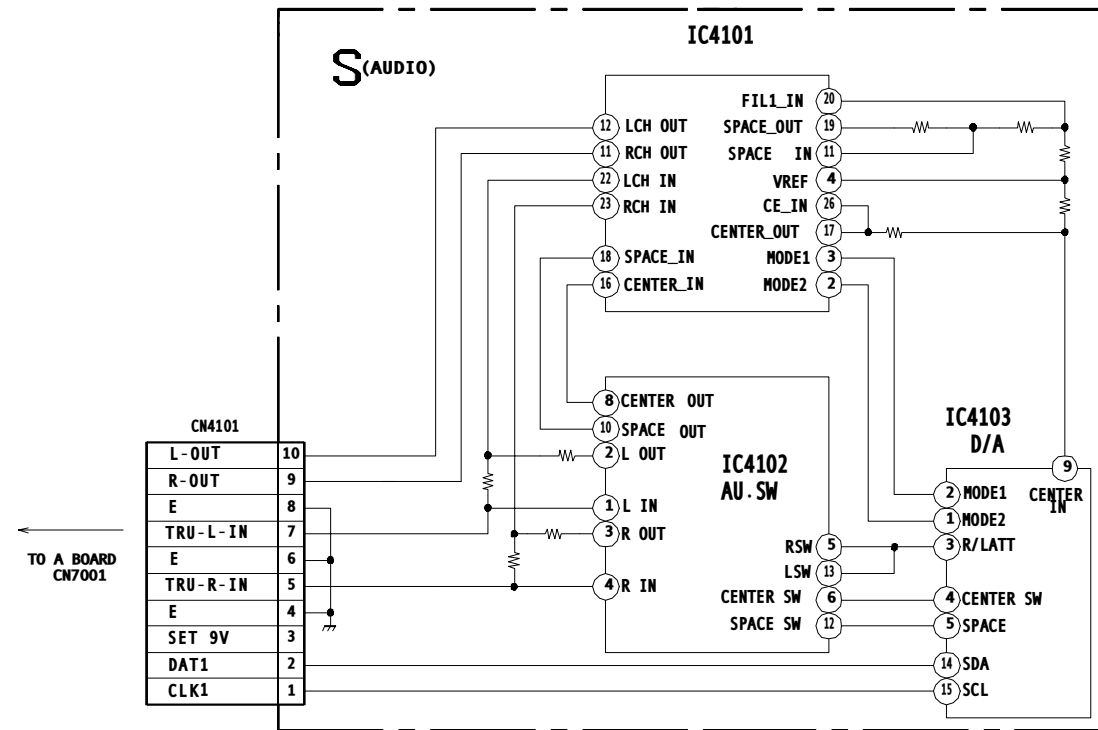 IC4101
S(AUDIO)
12 LCH OUT
11 RCH OUT
22 LCH IN
23 RCH IN
18 SPACE_IN
16 CENTER_IN
FIL1_IN 20
SPACE_OUT 19
SPACE IN 11
VREF 4
CE_IN 26
CENTER_OUT 17
MODE1 3
MODE2 2
8 CENTER OUT
10 SPACE OUT
2 L OUT
1 L IN
3 R OUT
4 R IN
IC4102
AU.SW
RSW 5
LSW 13
CENTER SW 6
SPACE SW 12
IC4103
D/A
9
CENTER
IN
2 MODE1
1 MODE2
3 R/LATT
4 CENTER SW
5 SPACE
14 SDA
15 SCL
CN4101
L-OUT 10
R-OUT 9
E 8
TRU-L-IN 7
E 6
TRU-R-IN 5
E 4
SET 9V 3
DAT1 2
CLK1 1
TO A BOARD
CN7001